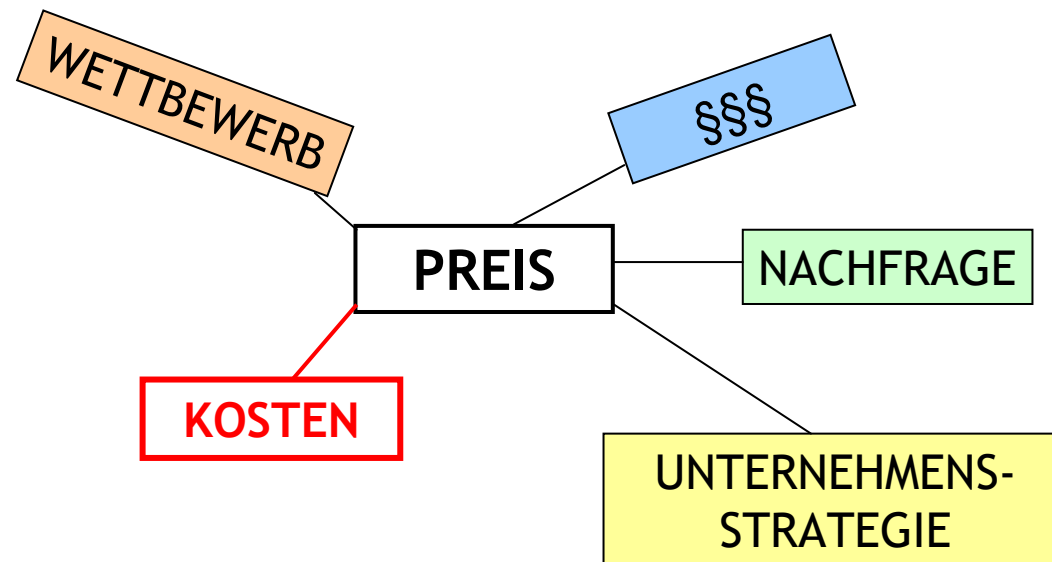 WETTBEWERB
§§§
PREIS
NACHFRAGE
KOSTEN
UNTERNEHMENS-
STRATEGIE